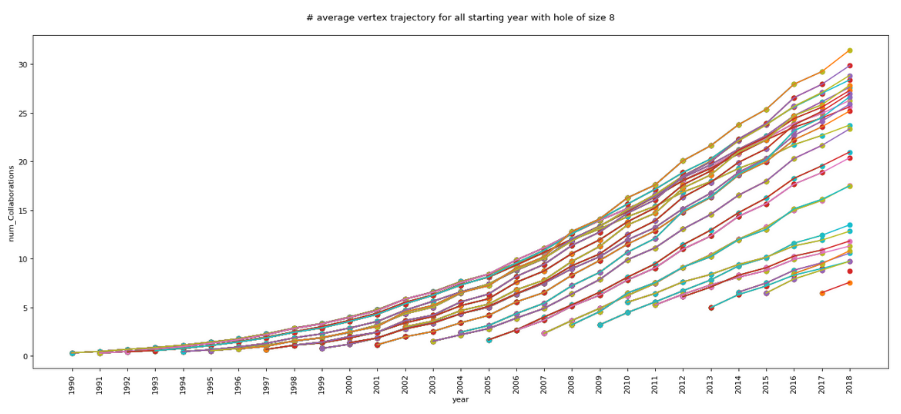 # average vertex trajectory for all starting year with hole of size 8
30
25
20
15
10
5
0
num_Collaborations
1990 1991 1992 1993 1994 1995 1996 1997 1998 1999 2000 2001 2002 2003 2004 2005 2006 2007 2008 2009 2010 2011 2012 2013 2014 2015 2016 2017 2018
year